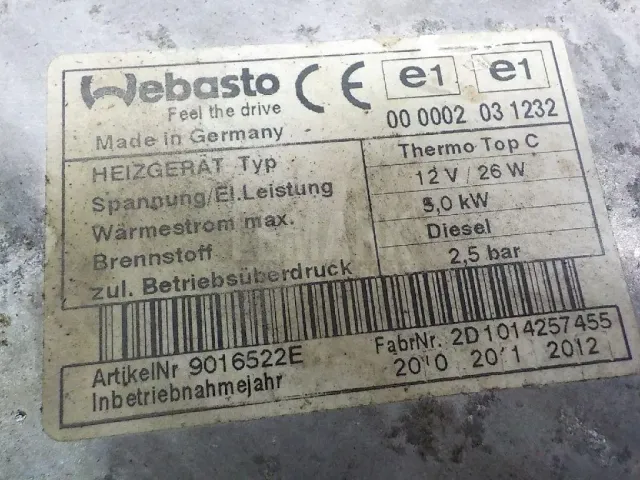 Webasto
Feel the drive
CE
e1 e1
00 0002 03 1232
Made in Germany
HEIZGERÄT Typ Thermo Top C
Spannung/El.Leistung 12 V / 26 W
Wärmestrom max. 5,0 kW
Brennstoff Diesel
zul. Betriebsüberdruck 2,5 bar
ArtikelNr 9016522E FabrNr. 2D1014257455
Inbetriebnahmejahr 2010 2011 2012